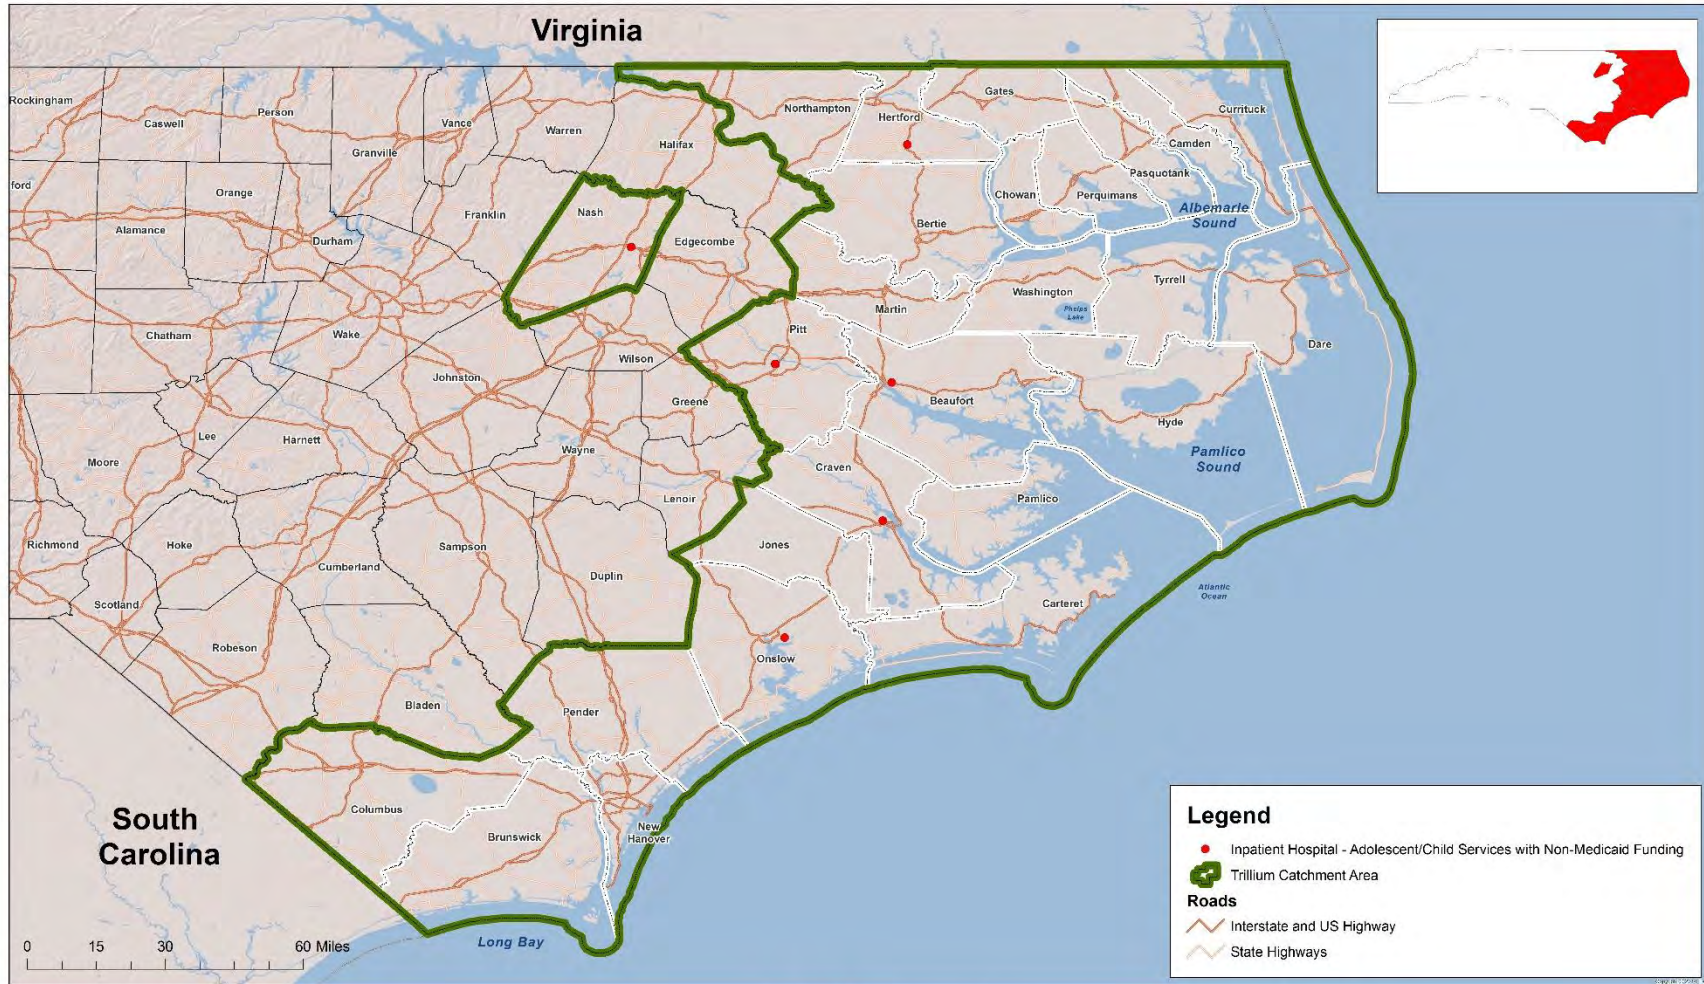 Virginia
Rockingham
Caswell
Person
Granville
Vance
Warren
Halifax
Northampton
Hertford
Gates
Currituck
Camden
Pasquotank
Perquimans
Chowan
Albemarle
Sound
Bertie
ford
Orange
Alamance
Durham
Franklin
Nash
Edgecombe
Martin
Washington
Phelps
Lake
Tyrrell
Dare
Chatham
Wake
Johnston
Wilson
Pitt
Greene
Beaufort
Hyde
Pamlico
Sound
Lee
Harnett
Moore
Wayne
Craven
Lenoir
Pamlico
Richmond
Hoke
Cumberland
Sampson
Duplin
Jones
Scotland
Carteret
Atlantic
Ocean
Robeson
Onslow
Bladen
Pender
Columbus
Brunswick
New
Hanover
South
Carolina
Long Bay
0 15 30 60 Miles
Legend
Inpatient Hospital - Adolescent/Child Services with Non-Medicaid Funding
Trillium Catchment Area
Roads
Interstate and US Highway
State Highways